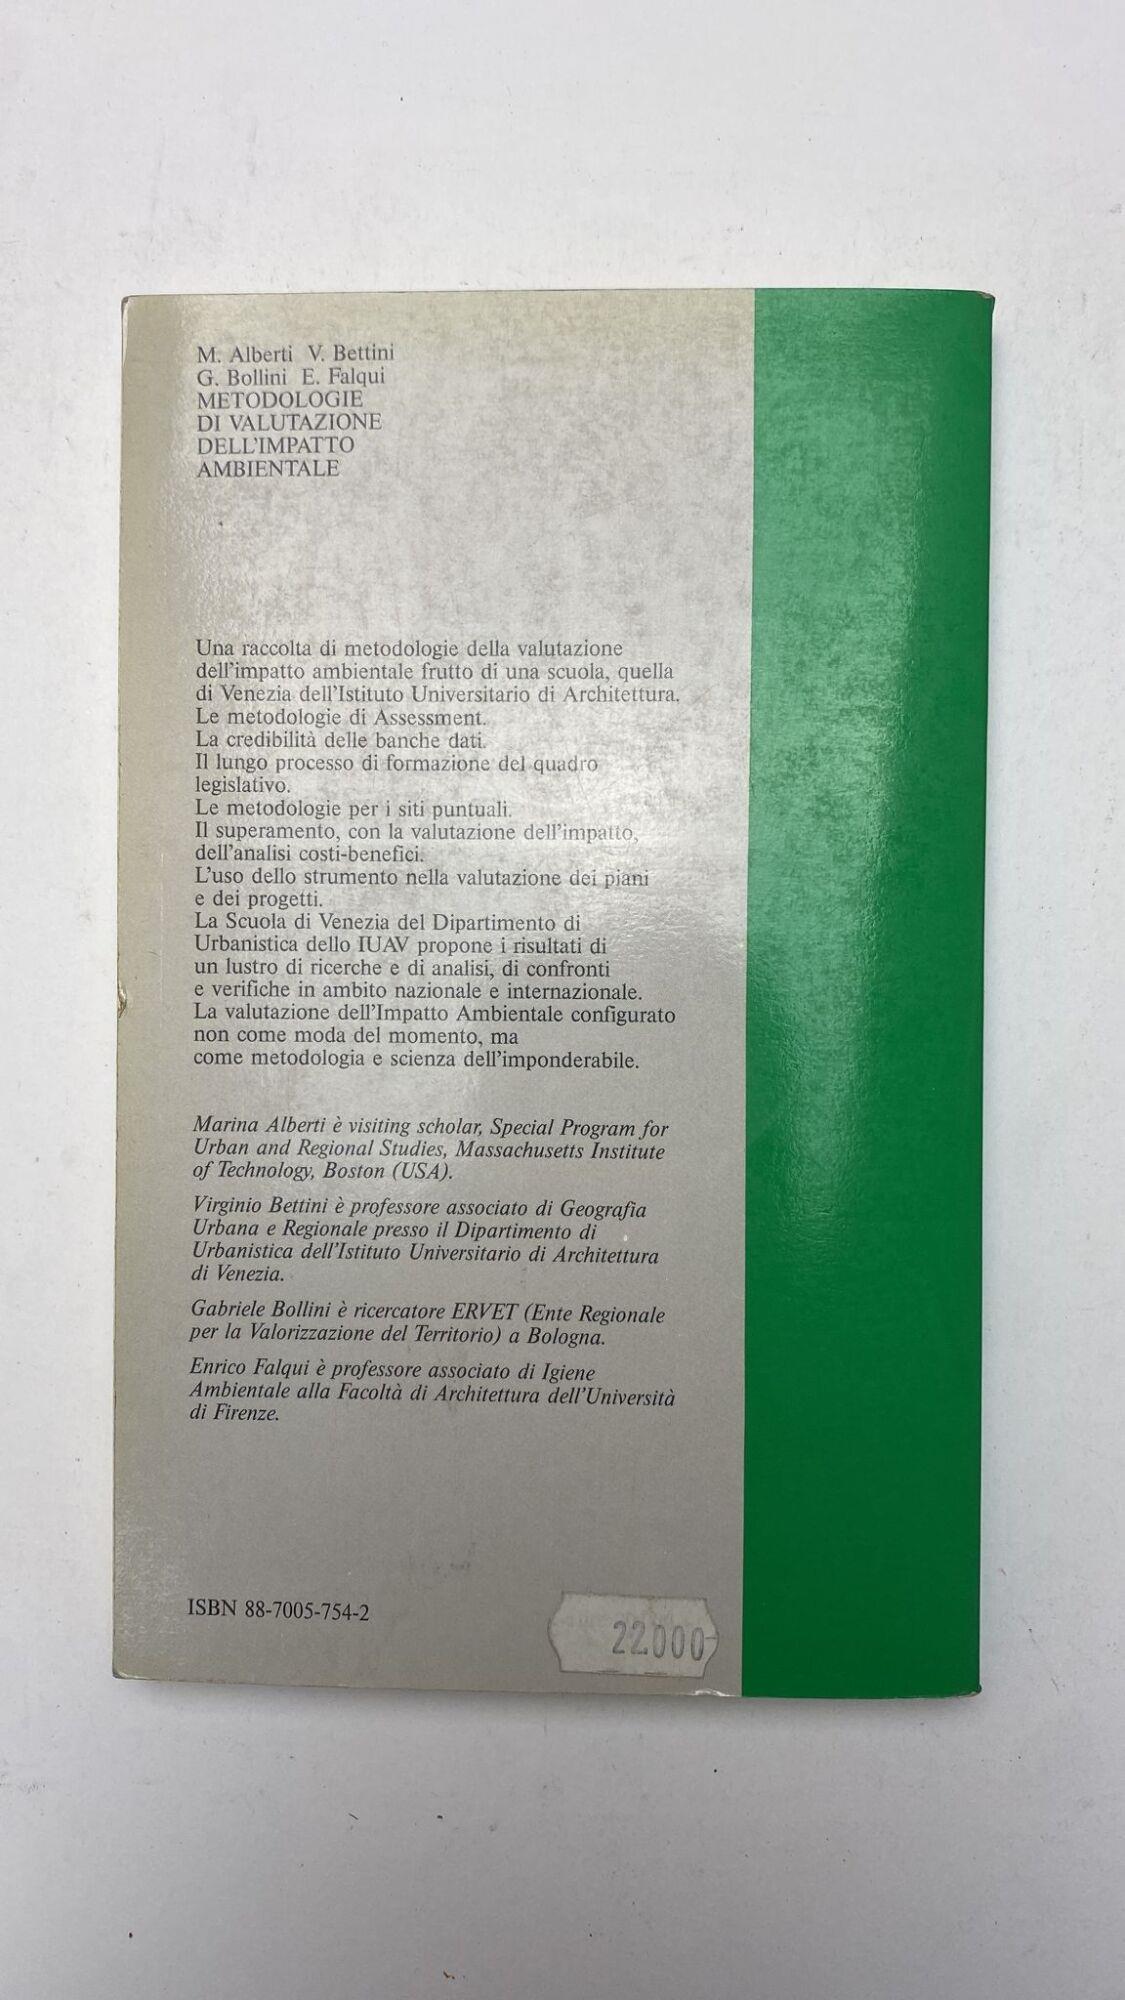 M. Alberti V. Bettini
G. Bollini E. Falqui
METODOLOGIE
DI VALUTAZIONE
DELL'IMPATTO
AMBIENTALE
Una raccolta di metodologie della valutazione
dell'impatto ambientale frutto di una scuola, quella
di Venezia dell'Istituto Universitario di Architettura.
Le metodologie di Assessment.
La credibilità delle banche dati.
Il lungo processo di formazione del quadro
legislativo.
Le metodologie per i siti puntuali.
Il superamento, con la valutazione dell'impatto,
dell'analisi costi-benefici.
L'uso dello strumento nella valutazione dei piani
e dei progetti.
La Scuola di Venezia del Dipartimento di
Urbanistica dello IUAV propone i risultati di
un lustro di ricerche e di analisi, di confronti
e verifiche in ambito nazionale e internazionale.
La valutazione dell'Impatto Ambientale configurato
non come moda del momento, ma
come metodologia e scienza dell'imponderabile.
Marina Alberti è visiting scholar, Special Program for
Urban and Regional Studies, Massachusetts Institute
of Technology, Boston (USA).
Virginio Bettini è professore associato di Geografia
Urbana e Regionale presso il Dipartimento di
Urbanistica dell'Istituto Universitario di Architettura
di Venezia.
Gabriele Bollini è ricercatore ERVET (Ente Regionale
per la Valorizzazione del Territorio) a Bologna.
Enrico Falqui è professore associato di Igiene
Ambientale alla Facoltà di Architettura dell'Università
di Firenze.
ISBN 88-7005-754-2
22.000